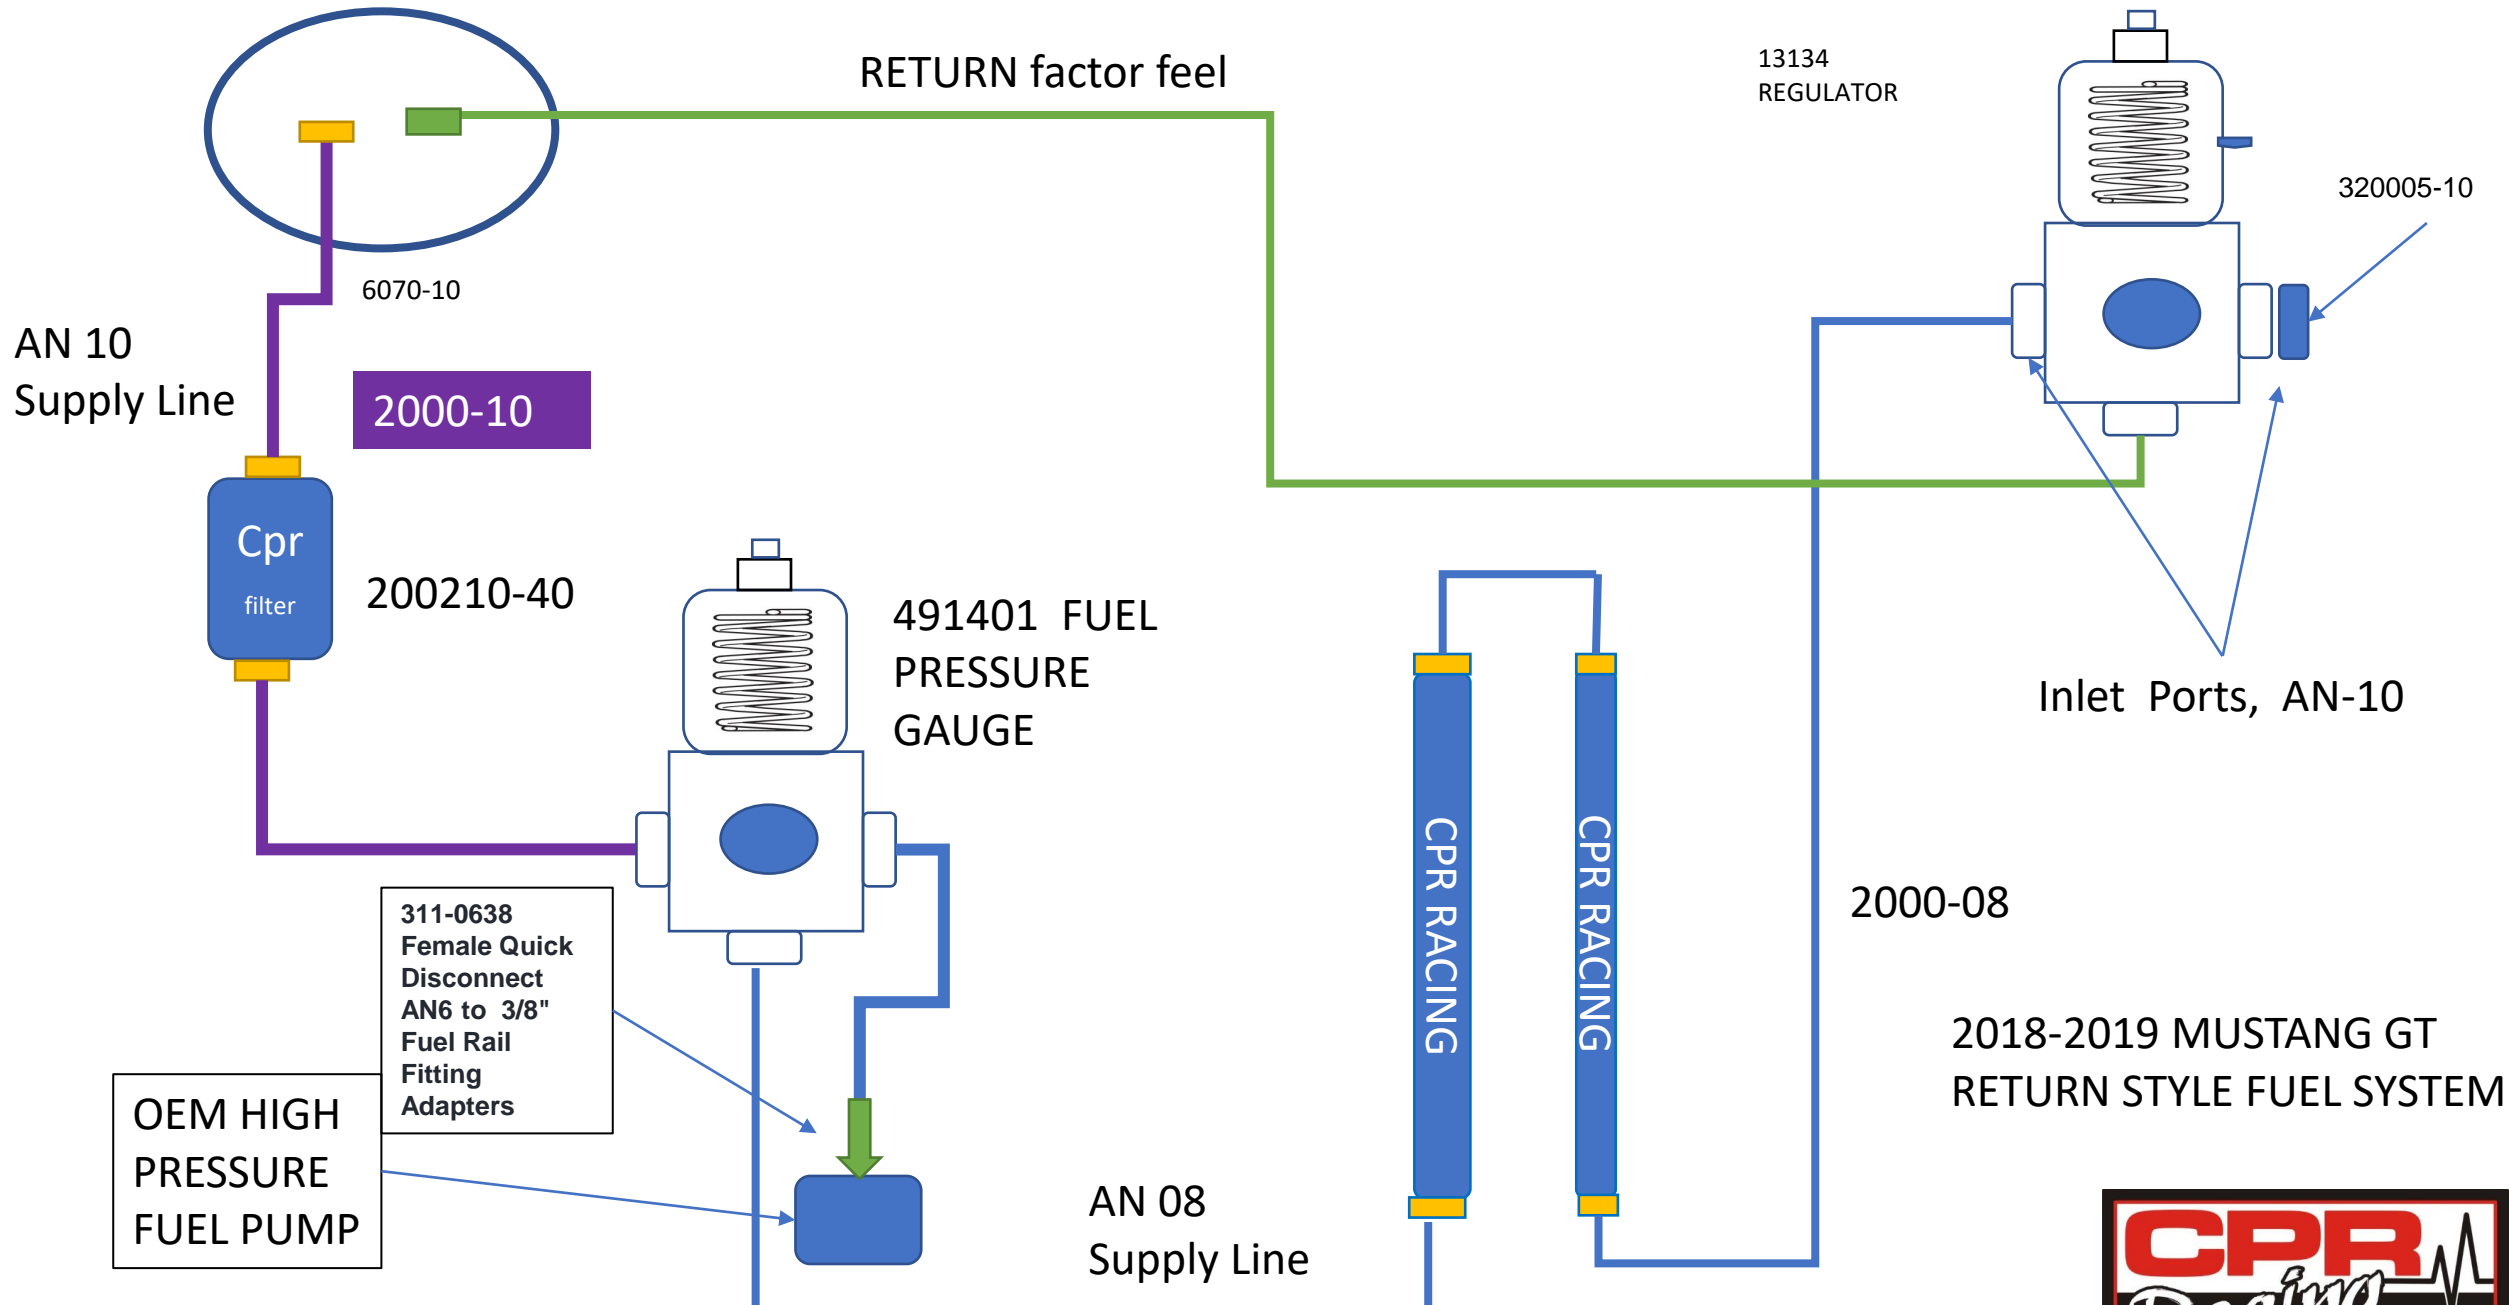 RETURN factor feel
13134
REGULATOR
320005-10
6070-10
AN 10
Supply Line
2000-10
Cpr
filter
200210-40
491401 FUEL
PRESSURE
GAUGE
Inlet Ports, AN-10
CPR RACING
CPR RACING
2000-08
311-0638
Female Quick
Disconnect
AN6 to 3/8"
Fuel Rail
Fitting
Adapters
OEM HIGH
PRESSURE
FUEL PUMP
AN 08
Supply Line
2018-2019 MUSTANG GT
RETURN STYLE FUEL SYSTEM
CPR
Racing